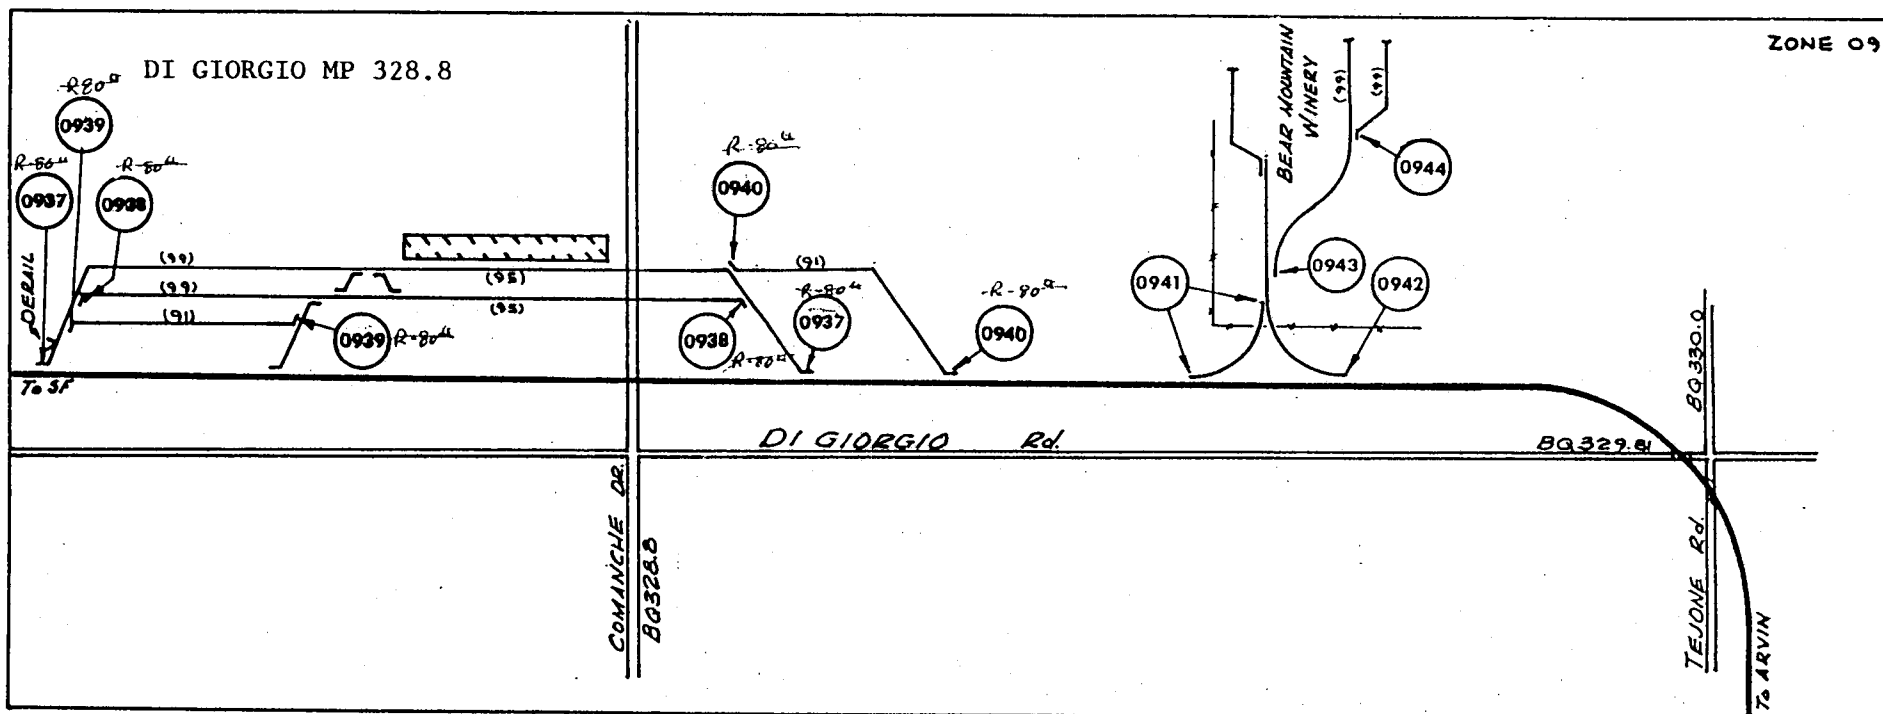 ZONE 09
DI GIORGIO MP 328.8
R80#
0939
R-80#
0937
R-80#
0938
DERAIL
(99)
(99)
(91)
(95)
(95)
0939
R-80#
To SF
R-80#
0940
(91)
R-80#
0937
0938
R-80#
R-80#
0940
BEAR MOUNTAIN
WINERY
(99)
(99)
0944
0943
0941
0942
DI GIORGIO Rd.
BQ329.81
BQ330.0
TEJONE Rd.
COMANCHE DR.
BQ328.8
To ARVIN